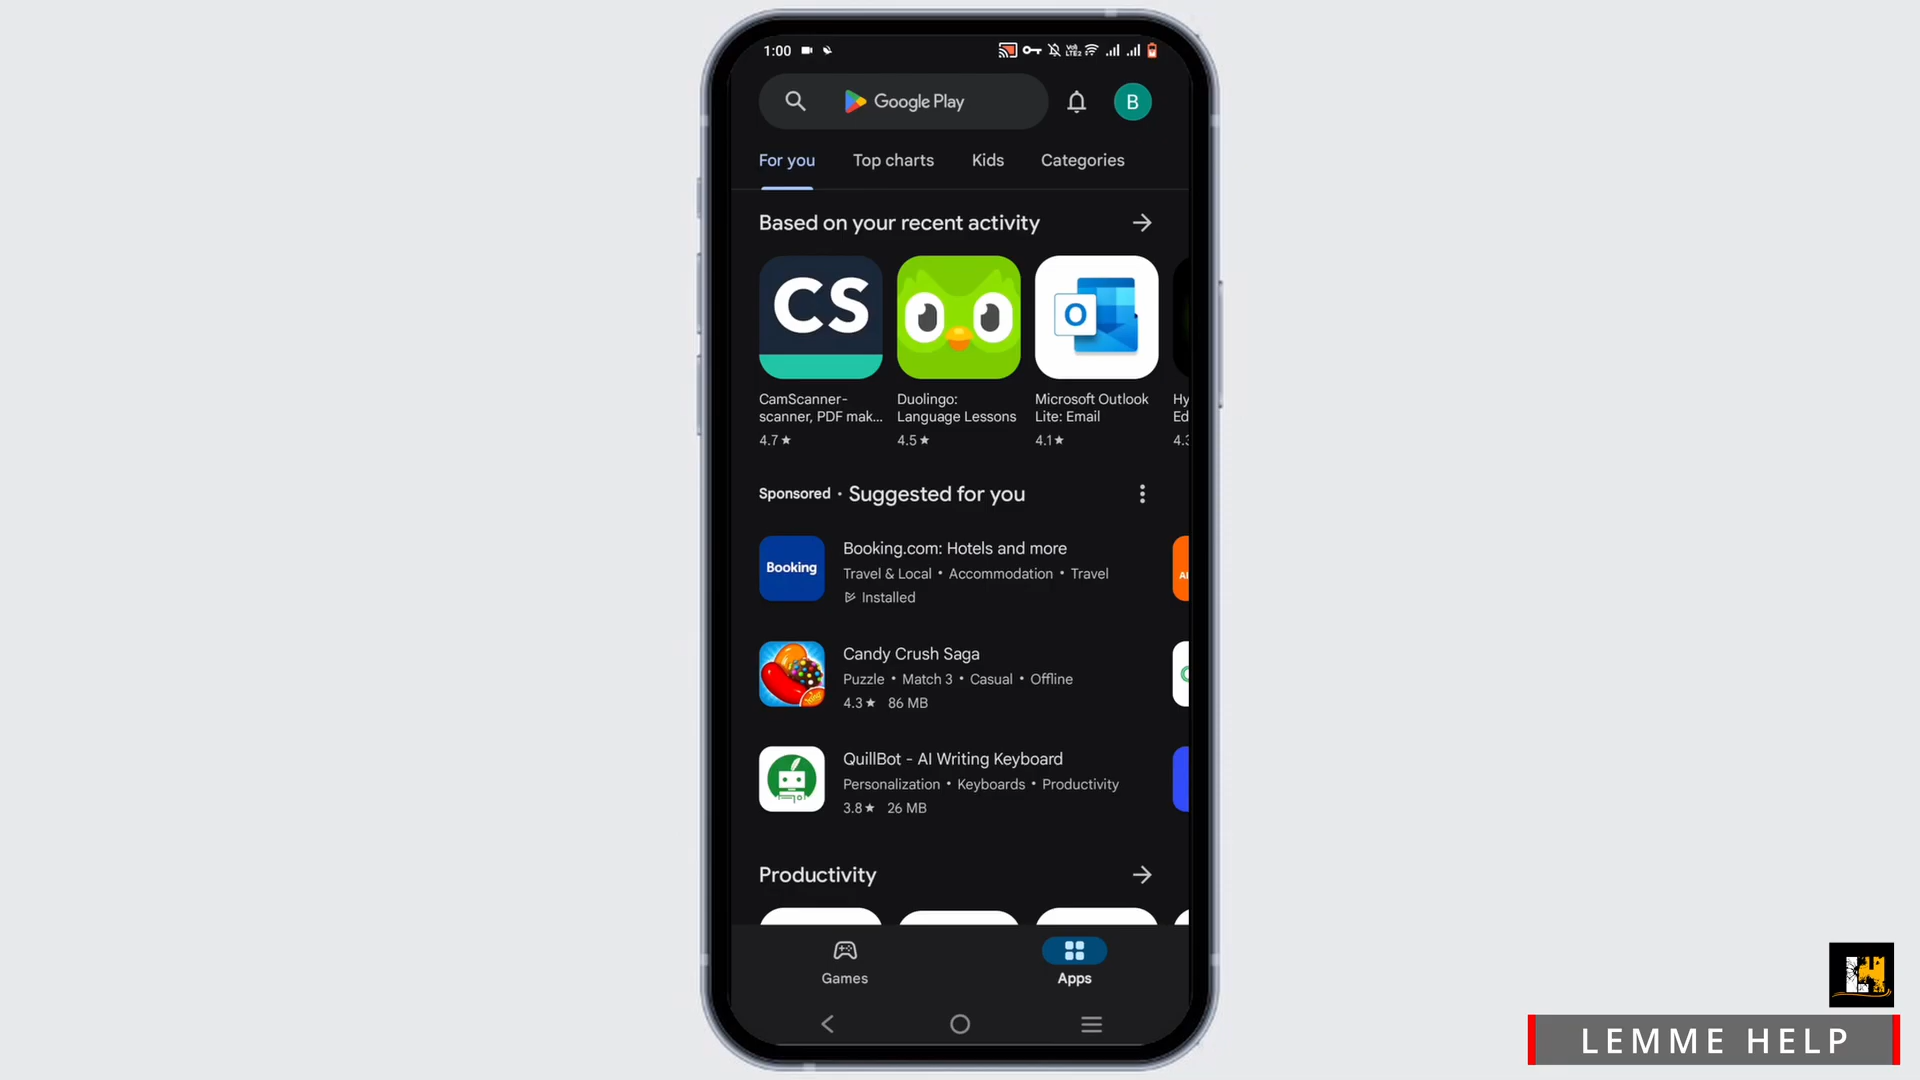 1:00
Vo)
LTE2
Google Play
B
For you
Top charts
Kids
Categories
Based on your recent activity
CS
O
CamScanner-
scanner, PDF mak...
4.7★
Duolingo:
Language Lessons
4.5★
Microsoft Outlook
Lite: Email
4.1★
Hy
Ed
4.3
Sponsored • Suggested for you
Booking
Booking.com: Hotels and more
Travel & Local • Accommodation • Travel
Installed
Candy Crush Saga
Puzzle • Match 3 • Casual • Offline
4.3★ 86 MB
QuillBot - AI Writing Keyboard
Personalization • Keyboards • Productivity
3.8★ 26 MB
Productivity
Games
Apps
LEMME HELP